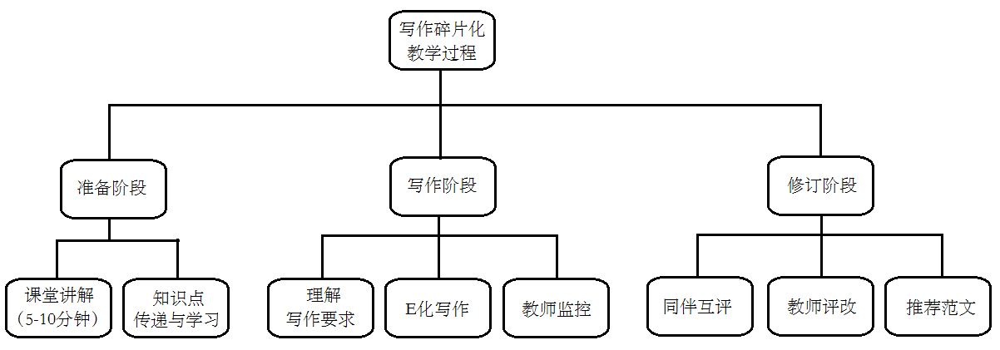 写作碎片化
教学过程
准备阶段
写作阶段
修订阶段
课堂讲解
（5-10分钟）
知识点
传递与学习
理解
写作要求
E化写作
教师监控
同伴互评
教师评改
推荐范文